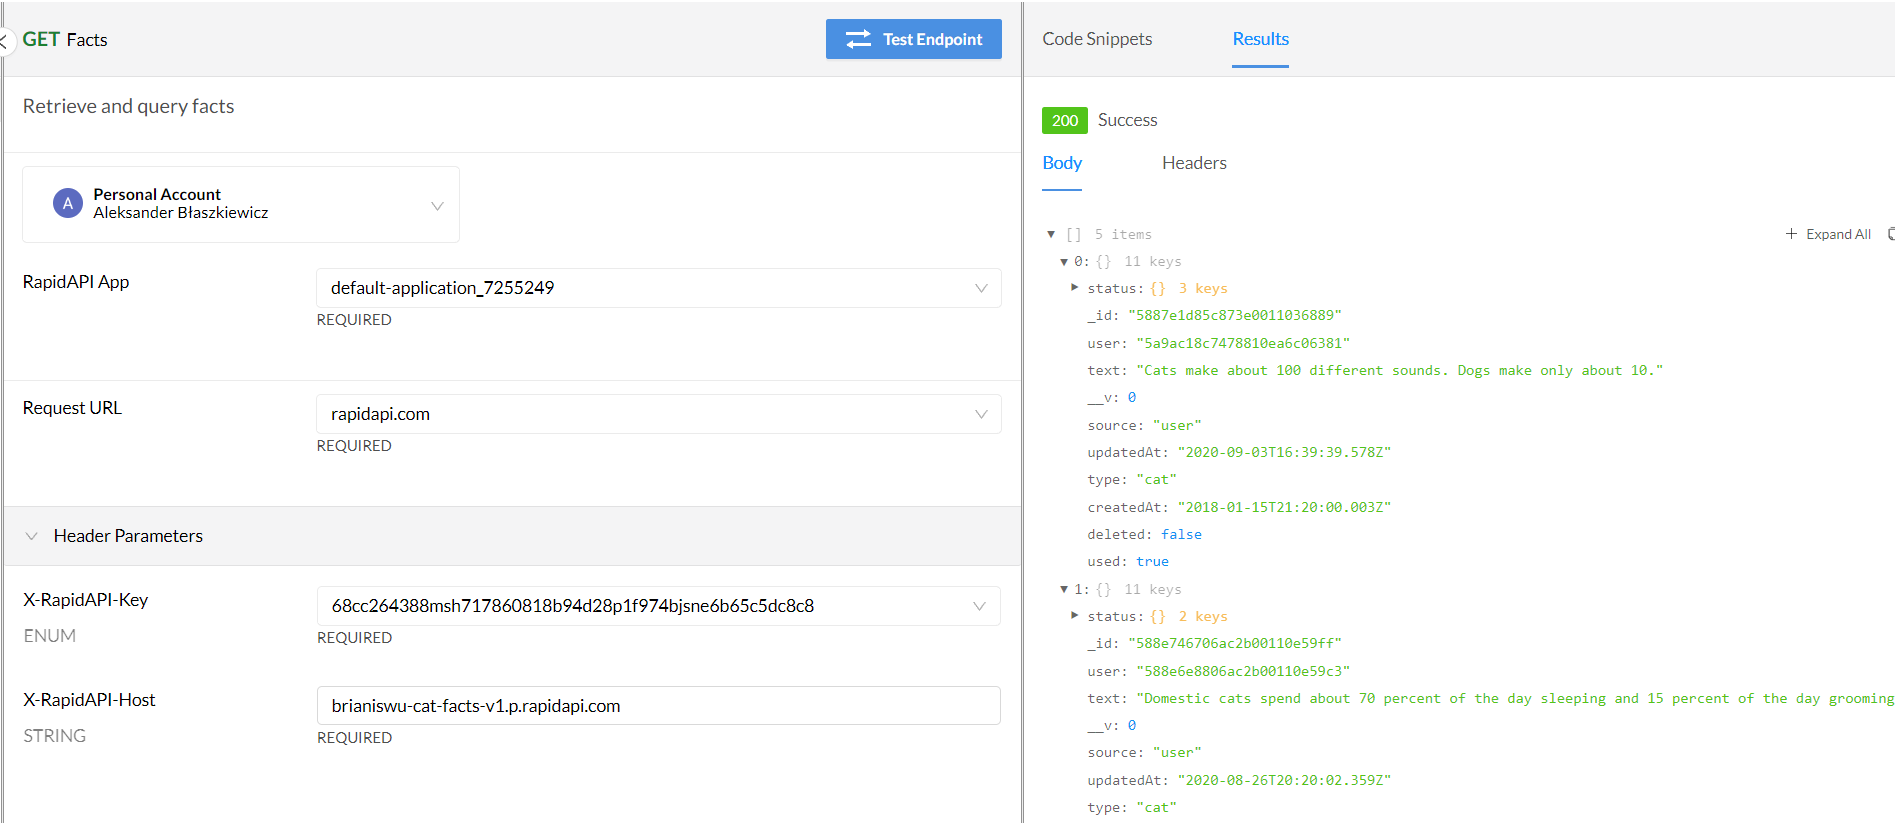 GET Facts
Test Endpoint
Retrieve and query facts
A
Personal Account
Aleksander Błaszkiewicz
RapidAPI App
default-application_7255249
REQUIRED
Request URL
rapidapi.com
REQUIRED
Header Parameters
X-RapidAPI-Key
ENUM
68cc264388msh717860818b94d28p1f974bjsne6b65c5dc8c8
REQUIRED
X-RapidAPI-Host
STRING
brianiswu-cat-facts-v1.p.rapidapi.com
REQUIRED
Code Snippets
Results
200 Success
Body
Headers
[] 5 items
Expand All
0: {} 11 keys
status: {} 3 keys
_id: "5887e1d85c873e0011036889"
user: "5a9ac18c7478810ea6c06381"
text: "Cats make about 100 different sounds. Dogs make only about 10."
__v: 0
source: "user"
updatedAt: "2020-09-03T16:39:39.578Z"
type: "cat"
createdAt: "2018-01-15T21:20:00.003Z"
deleted: false
used: true
1: {} 11 keys
status: {} 2 keys
_id: "588e746706ac2b00110e59ff"
user: "588e6e8806ac2b00110e59c3"
text: "Domestic cats spend about 70 percent of the day sleeping and 15 percent of the day grooming
__v: 0
source: "user"
updatedAt: "2020-08-26T20:20:02.359Z"
type: "cat"